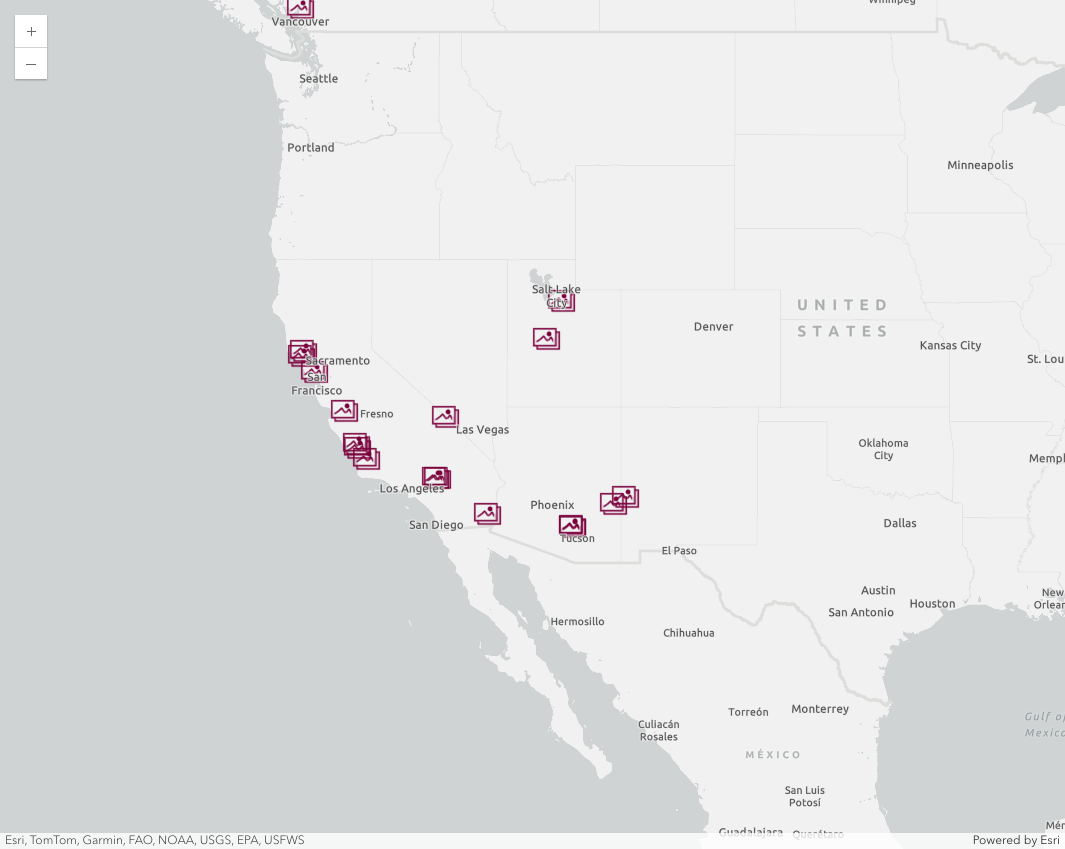 Winnipeg
Vancouver
+
−
Seattle
Portland
Minneapolis
Salt Lake
City
UNITED
STATES
Denver
Kansas City
St. Lou
Sacramento
San
Francisco
Fresno
Las Vegas
Oklahoma
City
Memph
Los Angeles
Phoenix
San Diego
Tucson
Dallas
El Paso
Austin
New
Orlean
Houston
San Antonio
Hermosillo
Chihuahua
Torreón
Monterrey
Gulf of
Mexico
Culiacán
Rosales
MÉXICO
San Luis
Potosí
Mér
Guadalajara
Querétaro
Esri, TomTom, Garmin, FAO, NOAA, USGS, EPA, USFWS
Powered by Esri